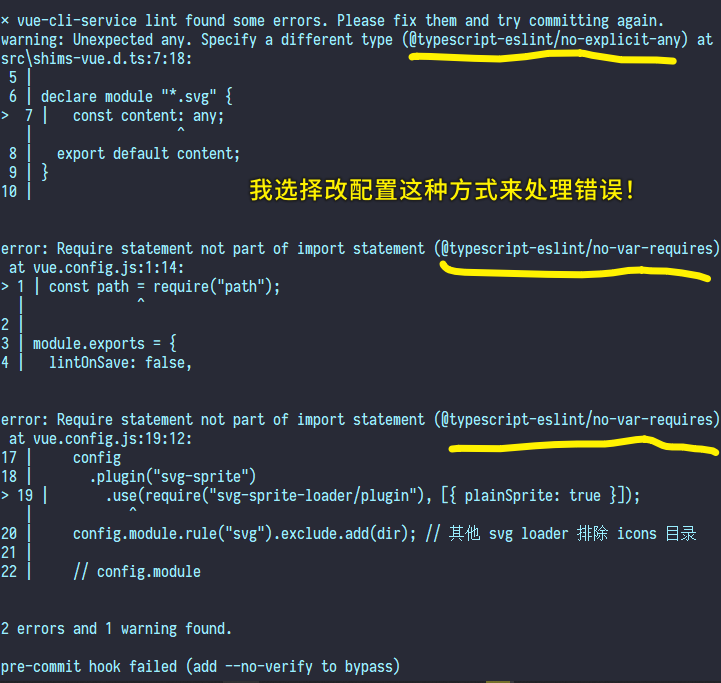 × vue-cli-service lint found some errors. Please fix them and try committing again.
warning: Unexpected any. Specify a different type (@typescript-eslint/no-explicit-any) at
src\shims-vue.d.ts:7:18:
5 |
6 | declare module "*.svg" {
> 7 |   const content: any;
|                  ^
8 |   export default content;
9 | }
10 |
我选择改配置这种方式来处理错误!
error: Require statement not part of import statement (@typescript-eslint/no-var-requires)
at vue.config.js:1:14:
> 1 | const path = require("path");
|              ^
2 |
3 | module.exports = {
4 |   lintOnSave: false,
error: Require statement not part of import statement (@typescript-eslint/no-var-requires)
at vue.config.js:19:12:
17 |     config
18 |       .plugin("svg-sprite")
> 19 |       .use(require("svg-sprite-loader/plugin"), [{ plainSprite: true }]);
|            ^
20 |     config.module.rule("svg").exclude.add(dir); // 其他 svg loader 排除 icons 目录
21 |
22 |     // config.module
2 errors and 1 warning found.
pre-commit hook failed (add --no-verify to bypass)